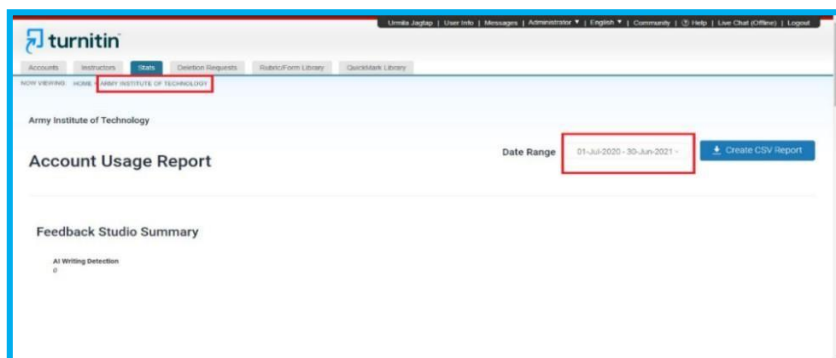 Urmila Jagtap | User Info | Messages | Administrator ▼ | English ▼ | Community | ? Help | Live Chat (Offline) | Logout
turnitin
Accounts Instructors Stats Deletion Requests Rubric/Form Library QuickMark Library
NOW VIEWING: HOME > ARMY INSTITUTE OF TECHNOLOGY
Army Institute of Technology
Account Usage Report
Date Range 01-Jul-2020 - 30-Jun-2021
Create CSV Report
Feedback Studio Summary
AI Writing Detection
0